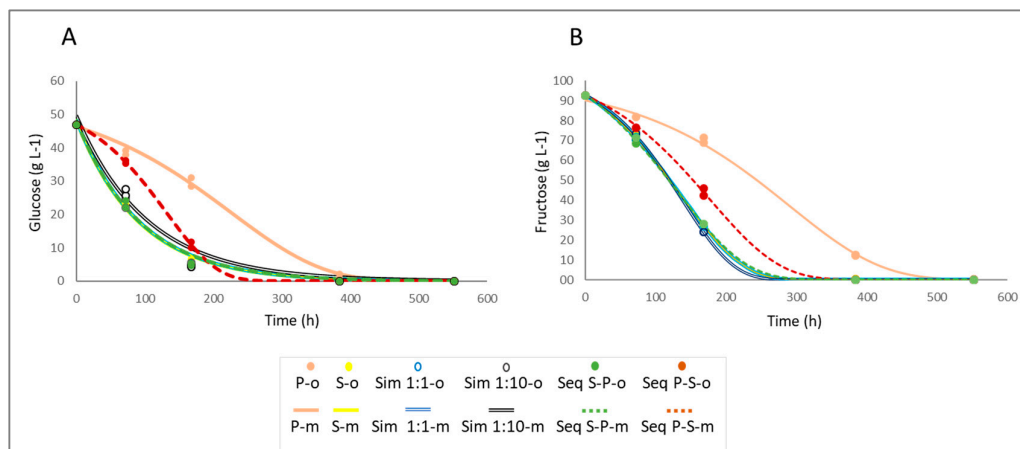 A
B
Glucose (g L-1)
60
50
40
30
20
10
0
0 100 200 300 400 500 600
Time (h)
Fructose (g L-1)
100
90
80
70
60
50
40
30
20
10
00
0 100 200 300 400 500 600
Time (h)
P-o S-o Sim 1:1-o Sim 1:10-o Seq S-P-o Seq P-S-o
P-m S-m Sim 1:1-m Sim 1:10-m Seq S-P-m Seq P-S-m